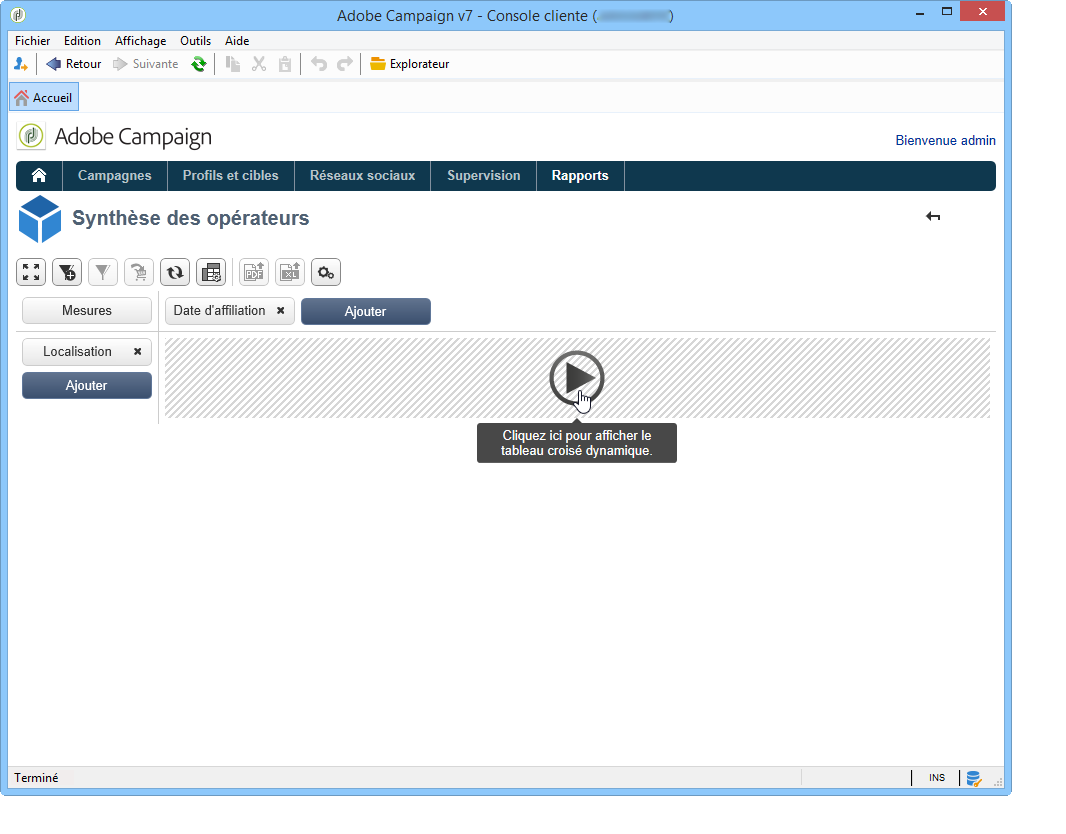 Adobe Campaign v7 - Console cliente ( )
Fichier Edition Affichage Outils Aide
Retour Suivante Explorateur
Accueil
Adobe Campaign
Bienvenue admin
Campagnes Profils et cibles Réseaux sociaux Supervision Rapports
Synthèse des opérateurs
PDF XL
Mesures Date d'affiliation Ajouter
Localisation
Ajouter
Cliquez ici pour afficher le
tableau croisé dynamique.
Terminé INS